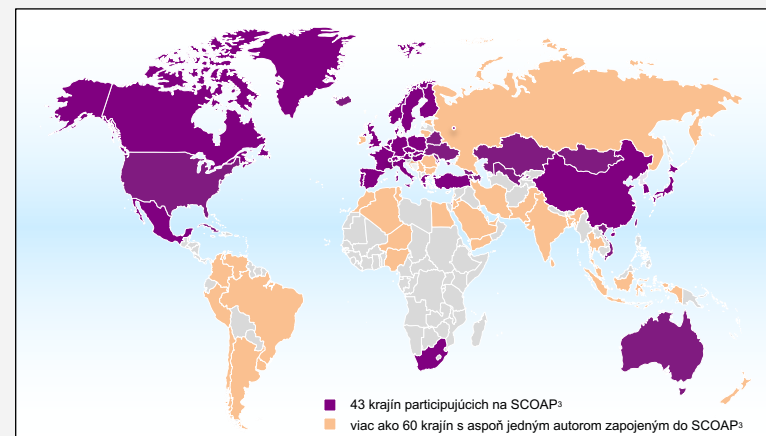 43 krajín participujúcich na SCOAP³
viac ako 60 krajín s aspoň jedným autorom zapojeným do SCOAP³